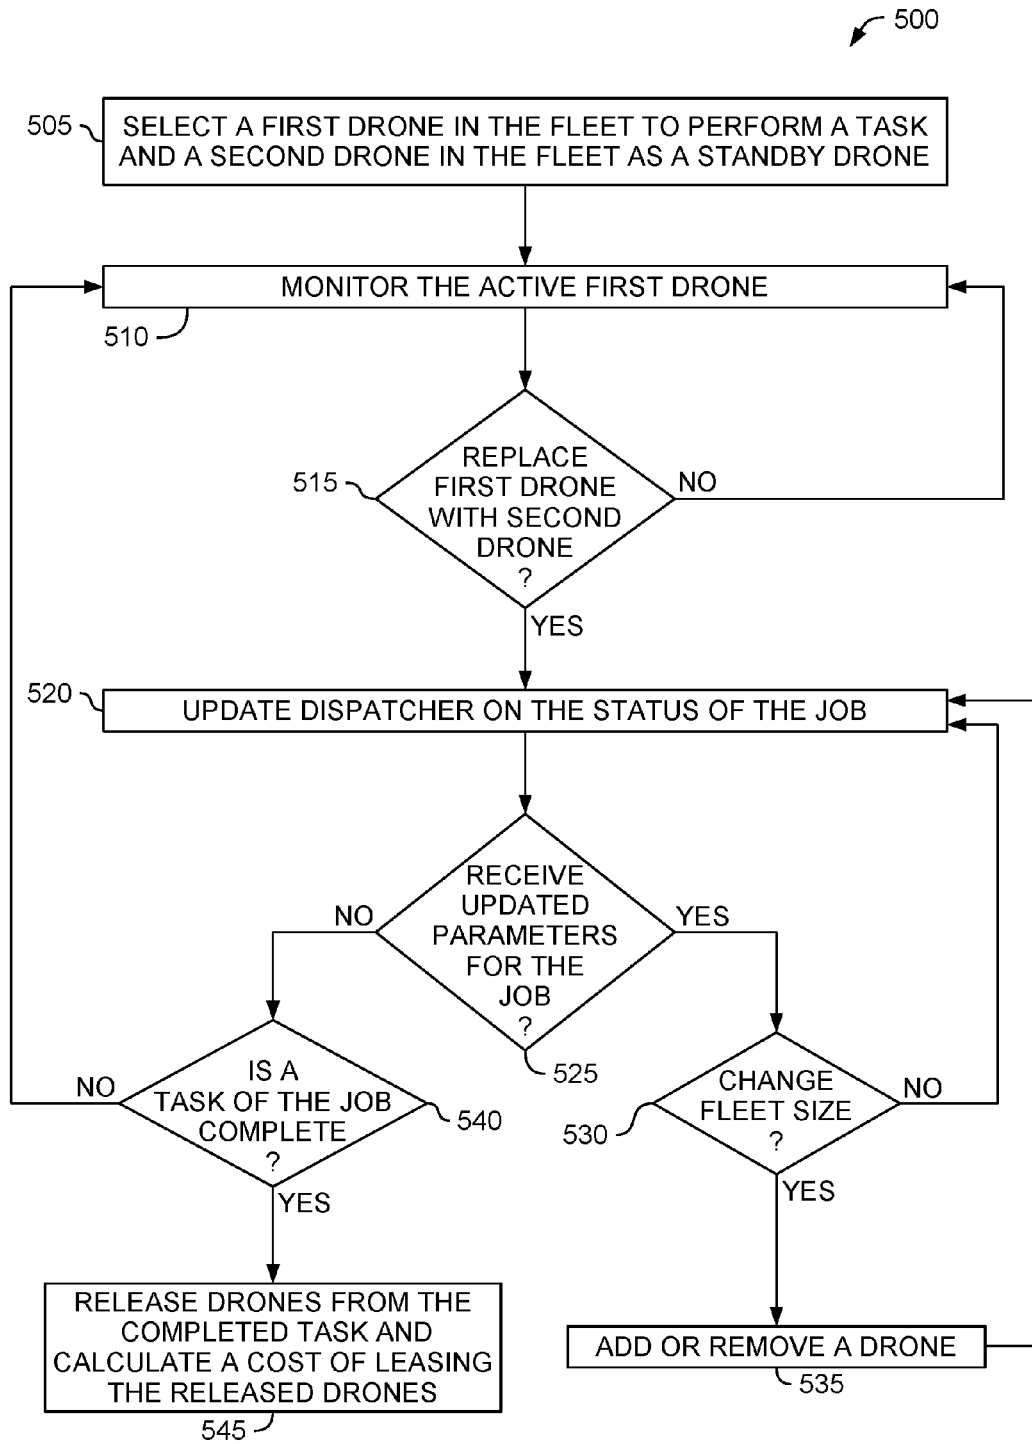 500
505
SELECT A FIRST DRONE IN THE FLEET TO PERFORM A TASK
AND A SECOND DRONE IN THE FLEET AS A STANDBY DRONE
MONITOR THE ACTIVE FIRST DRONE
510
515
REPLACE
FIRST DRONE
WITH SECOND
DRONE
?
NO
YES
520
UPDATE DISPATCHER ON THE STATUS OF THE JOB
RECEIVE
UPDATED
PARAMETERS
FOR THE
JOB
?
NO
YES
525
IS A
TASK OF THE JOB
COMPLETE
?
NO
540
YES
530
CHANGE
FLEET SIZE
?
NO
YES
RELEASE DRONES FROM THE
COMPLETED TASK AND
CALCULATE A COST OF LEASING
THE RELEASED DRONES
545
ADD OR REMOVE A DRONE
535